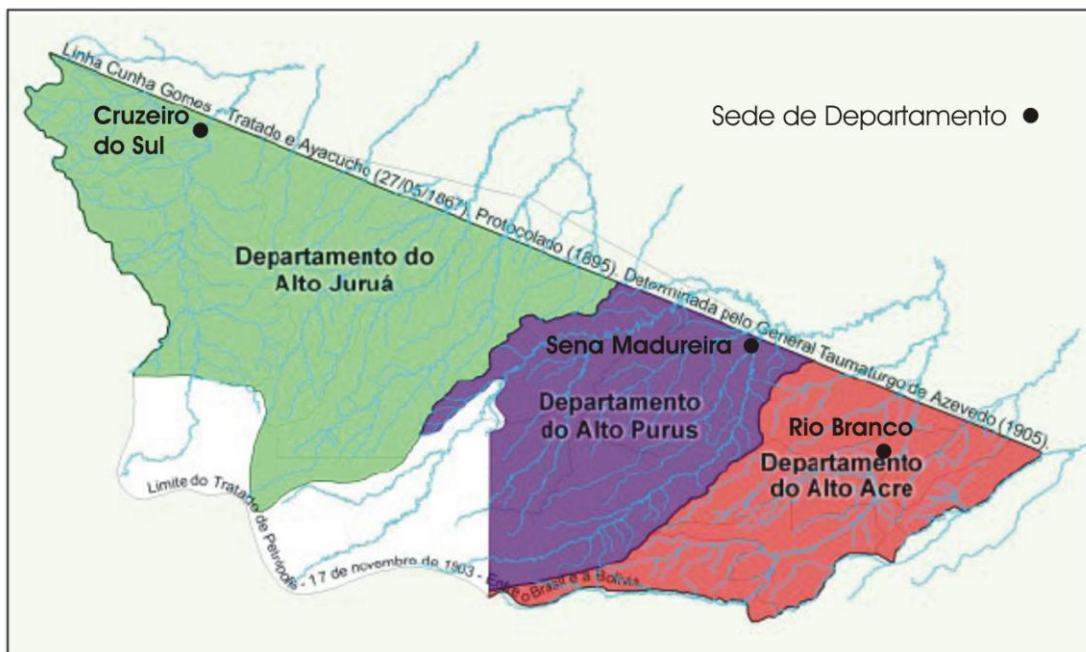 Linha Cunha Gomes - Tratado e Ayacucho (27/05/1867). Protocolado (1895). Determinada pelo General Taumaturgo de Azevedo (1905).
Cruzeiro
do Sul
Sede de Departamento
Departamento do
Alto Juruá
Sena Madureira
Departamento
do Alto Purus
Rio Branco
Departamento
do Alto Acre
Limite do Tratado de Petrópolis - 17 de novembro de 1903 - Entre o Brasil e a Bolívia